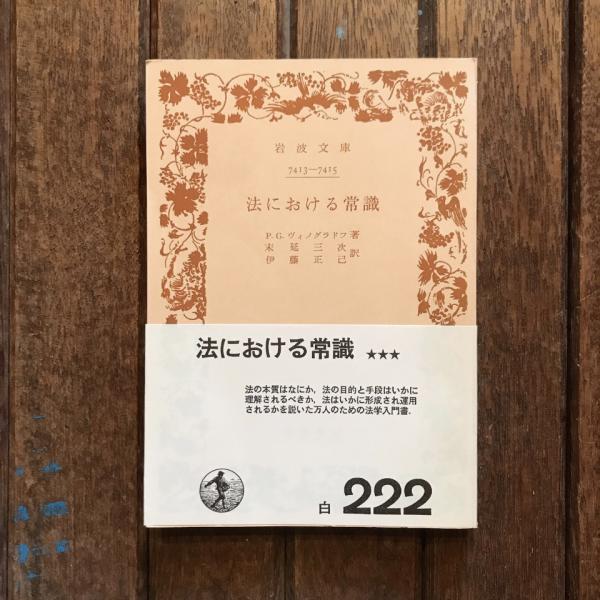 岩波文庫
7413—7415
法における常識
P.G.ヴィノグラドフ著
末延三次
伊藤正己訳
法における常識 ★★★
法の本質はなにか，法の目的と手段はいかに
理解されるべきか，法はいかに形成され運用
されるかを説いた万人のための法学入門書．
白 222